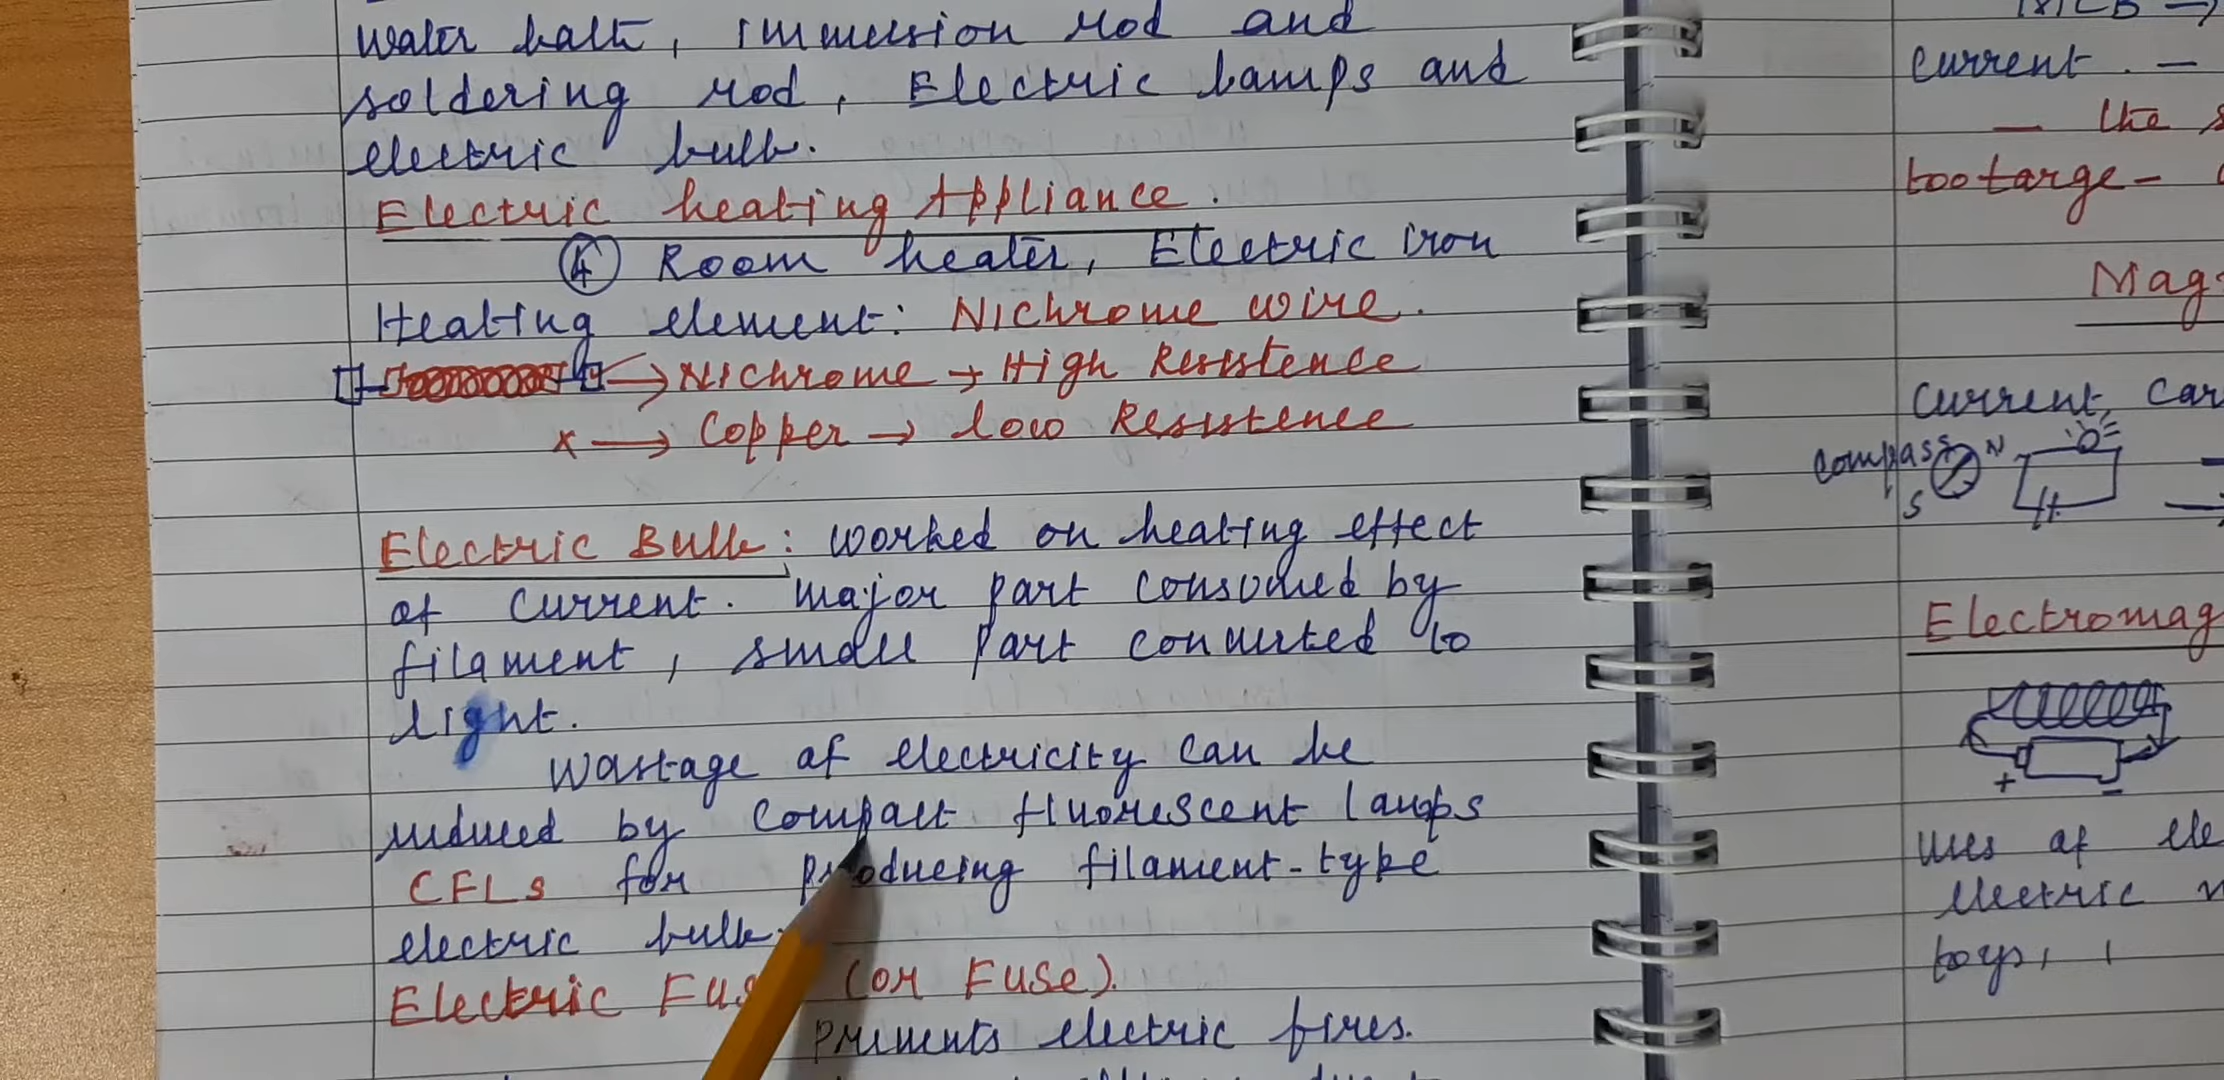 water bath, Immersion rod and
soldering rod, Electric lamps and
electric bulb.
Electric heating Appliance.
④ Room heater, Electric iron
Heating element: Nichrome wire.
→ Nichrome → High Resistence
x → Copper → low Resistence
Electric Bulb: worked on heating effect
of current. Major part consumed by
filament, small part converted to
light.
Wastage of electricity can be
reduced by compact fluorescent lamps
CFLs for producing filament-type
electric bulb.
Electric Fus (or Fuse).
prevents electric fires.
MCB →
current. —
— the s
too large –
Mag
Current, car
compass N
S
Electromag
+ –
uses of ele
electric
toys,